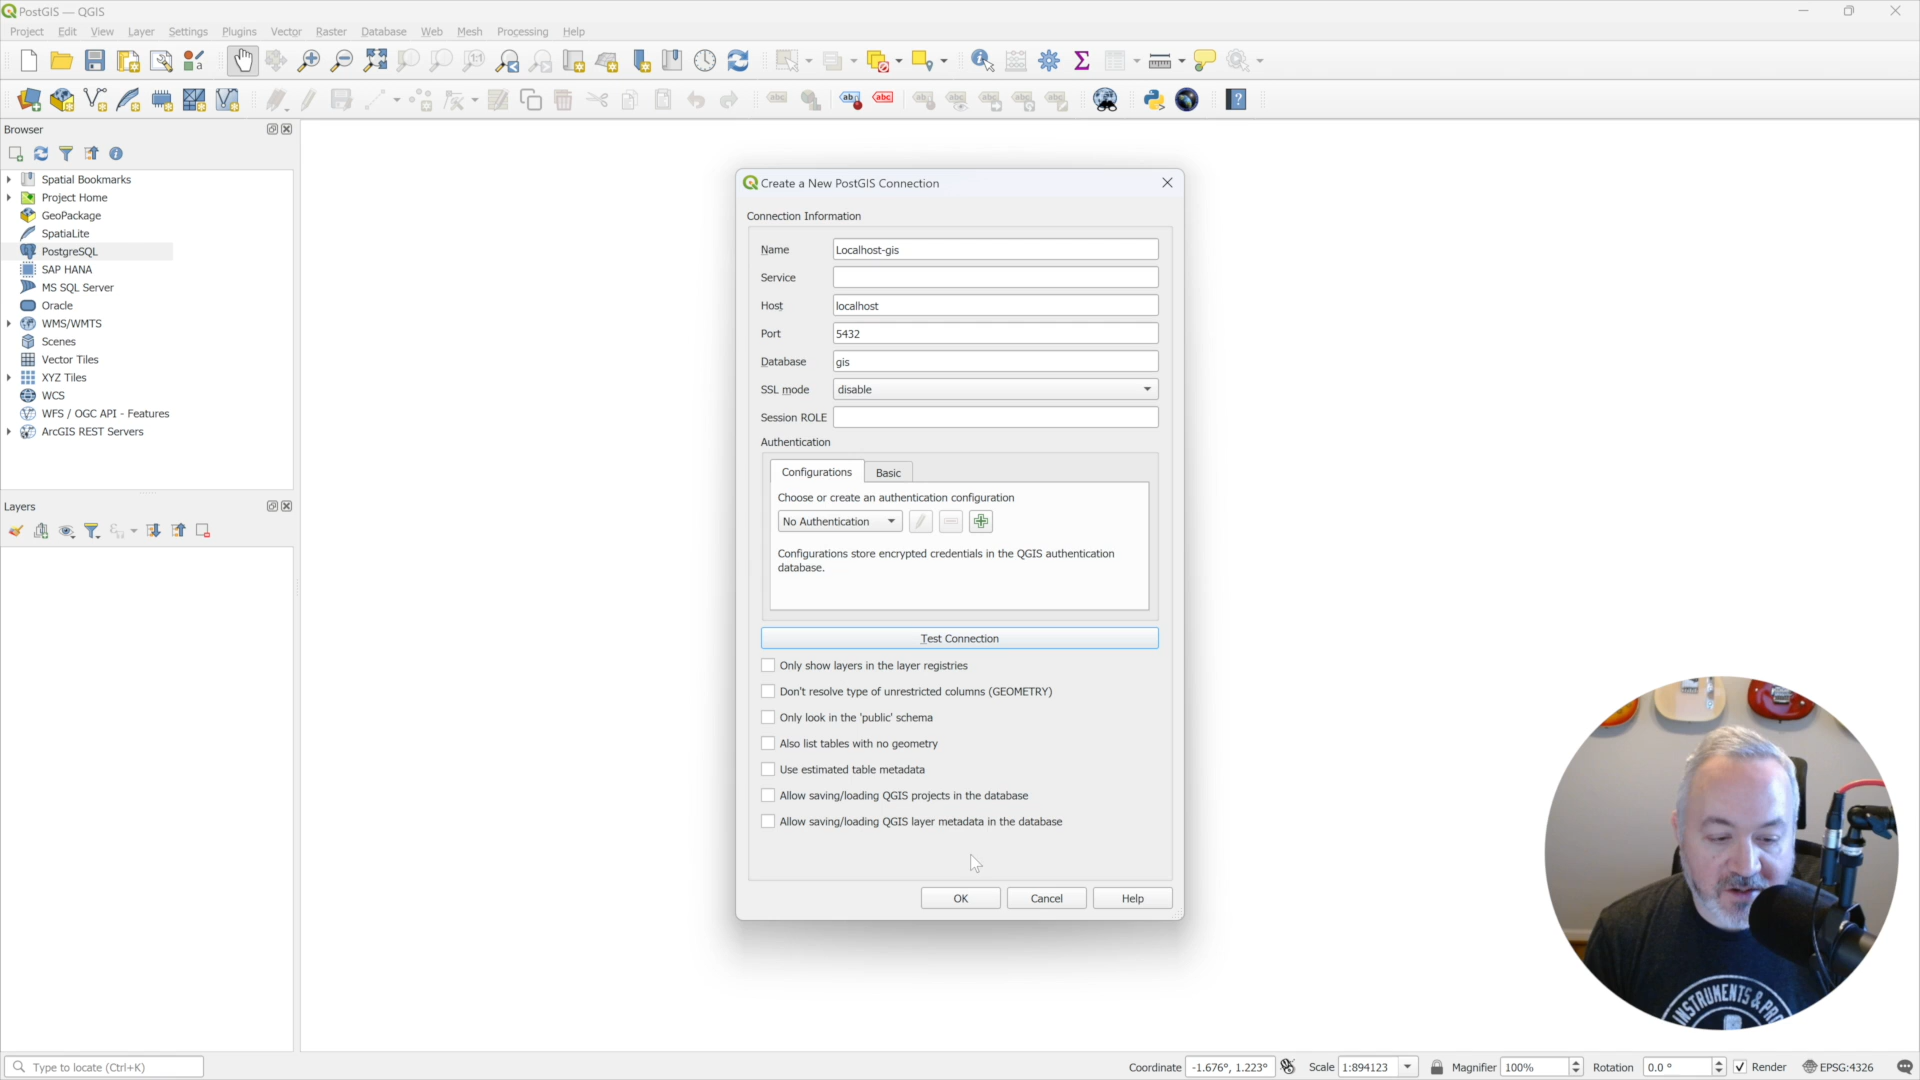 PostGIS — QGIS
Project Edit View Layer Settings Plugins Vector Raster Database Web Mesh Processing Help
Browser
Spatial Bookmarks
Project Home
GeoPackage
SpatiaLite
PostgreSQL
SAP HANA
MS SQL Server
Oracle
WMS/WMTS
Scenes
Vector Tiles
XYZ Tiles
WCS
WFS / OGC API - Features
ArcGIS REST Servers
Layers
Create a New PostGIS Connection
Connection Information
Name Localhost-gis
Service
Host localhost
Port 5432
Database gis
SSL mode disable
Session ROLE
Authentication
Configurations Basic
Choose or create an authentication configuration
No Authentication
Configurations store encrypted credentials in the QGIS authentication
database.
Test Connection
Only show layers in the layer registries
Don't resolve type of unrestricted columns (GEOMETRY)
Only look in the 'public' schema
Also list tables with no geometry
Use estimated table metadata
Allow saving/loading QGIS projects in the database
Allow saving/loading QGIS layer metadata in the database
OK Cancel Help
Type to locate (Ctrl+K)
Coordinate -1.676°, 1.223° Scale 1:894123 Magnifier 100% Rotation 0.0 ° Render EPSG:4326